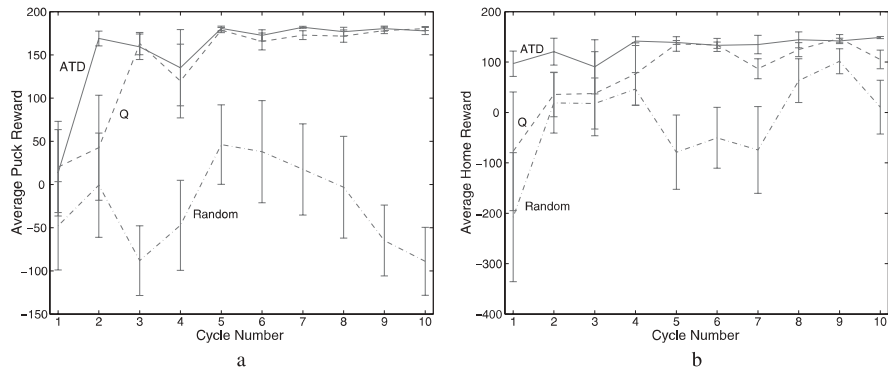 200
150
100
50
0
−50
−100
−150
Average Puck Reward
ATD
Q
Random
1 2 3 4 5 6 7 8 9 10
Cycle Number
a
200
100
0
−100
−200
−300
−400
Average Home Reward
ATD
Q
Random
1 2 3 4 5 6 7 8 9 10
Cycle Number
b